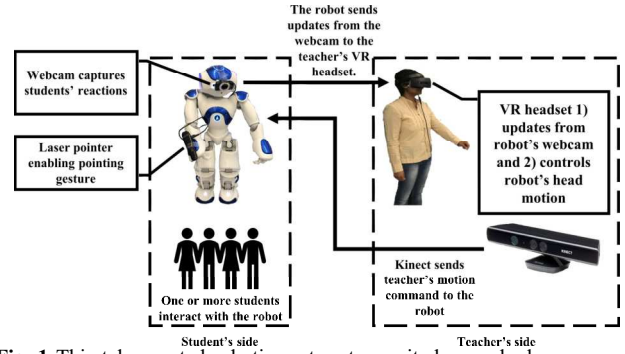 The robot sends
updates from the
webcam to the
teacher's VR
headset.
Webcam captures
students' reactions
Laser pointer
enabling pointing
gesture
VR headset 1)
updates from
robot's webcam
and 2) controls
robot's head
motion
KINECT
Kinect sends
teacher's motion
command to the
robot
One or more students
interact with the robot
Student's side
Teacher's side